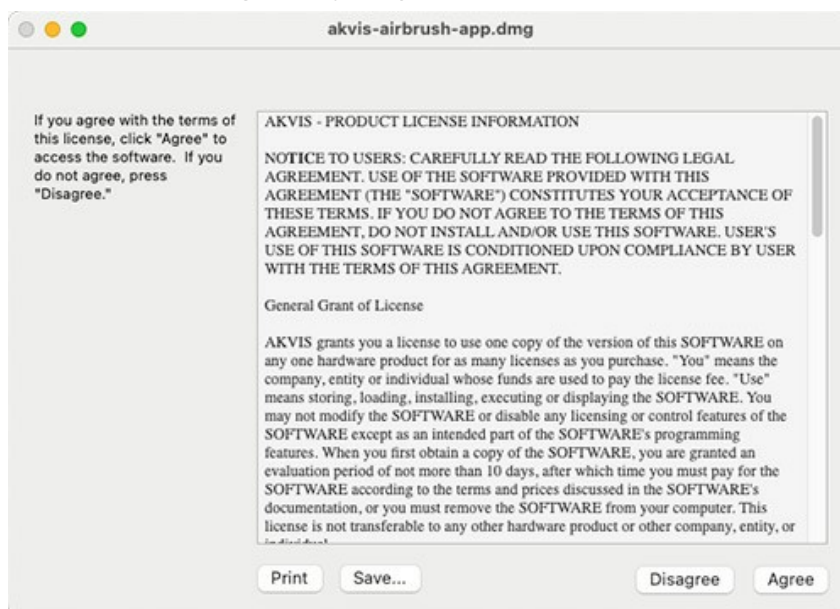 akvis-airbrush-app.dmg
If you agree with the terms of
this license, click "Agree" to
access the software.  If you
do not agree, press
"Disagree."
AKVIS - PRODUCT LICENSE INFORMATION
NOTICE TO USERS: CAREFULLY READ THE FOLLOWING LEGAL
AGREEMENT. USE OF THE SOFTWARE PROVIDED WITH THIS
AGREEMENT (THE "SOFTWARE") CONSTITUTES YOUR ACCEPTANCE OF
THESE TERMS. IF YOU DO NOT AGREE TO THE TERMS OF THIS
AGREEMENT, DO NOT INSTALL AND/OR USE THIS SOFTWARE. USER'S
USE OF THIS SOFTWARE IS CONDITIONED UPON COMPLIANCE BY USER
WITH THE TERMS OF THIS AGREEMENT.
General Grant of License
AKVIS grants you a license to use one copy of the version of this SOFTWARE on
any one hardware product for as many licenses as you purchase. "You" means the
company, entity or individual whose funds are used to pay the license fee. "Use"
means storing, loading, installing, executing or displaying the SOFTWARE. You
may not modify the SOFTWARE or disable any licensing or control features of the
SOFTWARE except as an intended part of the SOFTWARE's programming
features. When you first obtain a copy of the SOFTWARE, you are granted an
evaluation period of not more than 10 days, after which time you must pay for the
SOFTWARE according to the terms and prices discussed in the SOFTWARE's
documentation, or you must remove the SOFTWARE from your computer. This
license is not transferable to any other hardware product or other company, entity, or
Print
Save...
Disagree
Agree